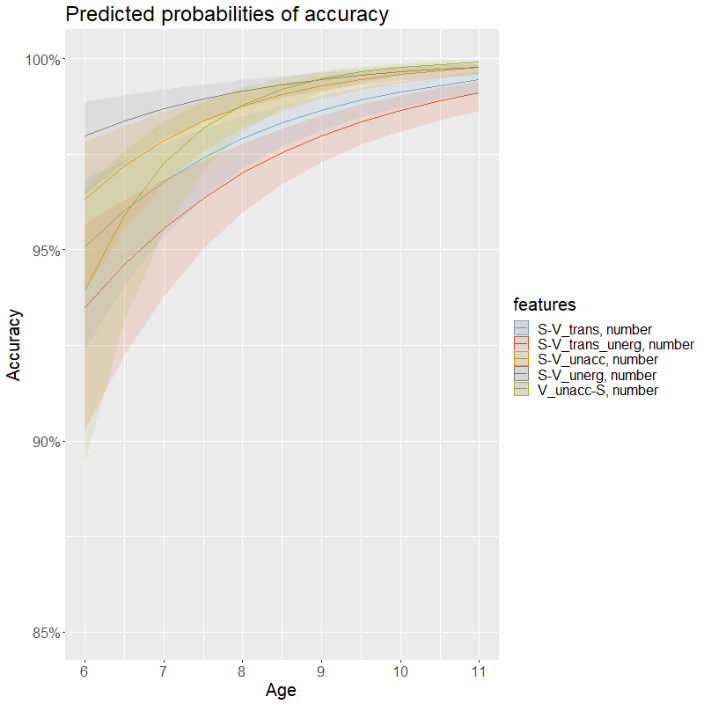 Predicted probabilities of accuracy
100%
95%
90%
85%
Accuracy
6 7 8 9 10 11
Age
features
S-V_trans, number
S-V_trans_unerg, number
S-V_unacc, number
S-V_unerg, number
V_unacc-S, number